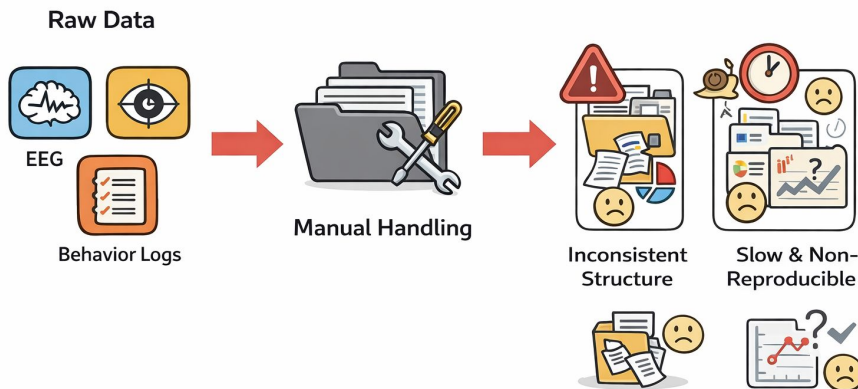 Raw Data
EEG
Behavior Logs
Manual Handling
!
Inconsistent
Structure
?
Slow & Non-
Reproducible
?